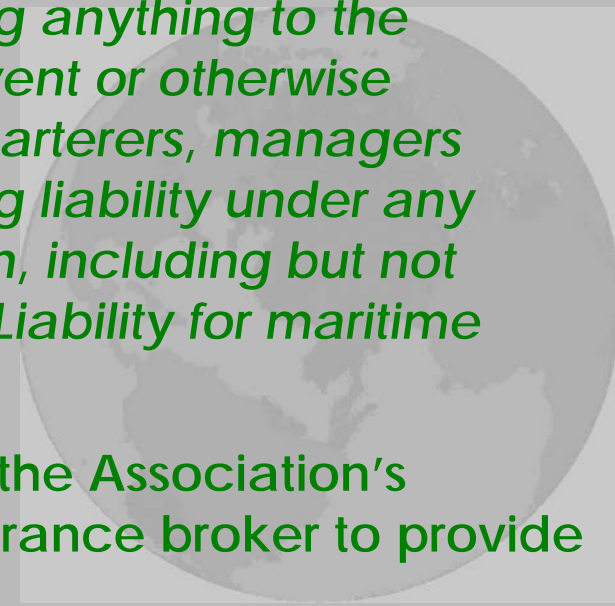 g anything to the
vent or otherwise
arterers, managers
g liability under any
n, including but not
Liability for maritime
the Association's
rance broker to provide